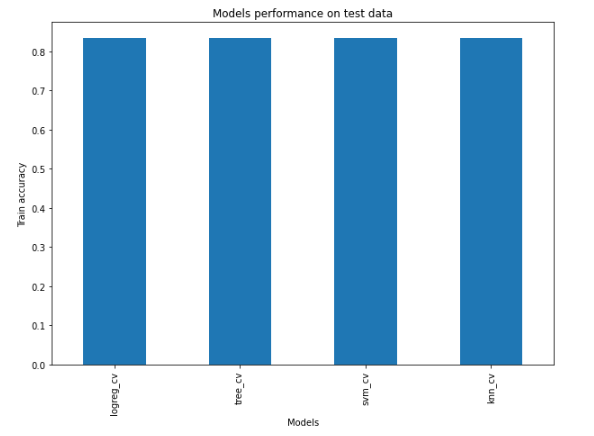 Models performance on test data
Train accuracy
0.8
0.7
0.6
0.5
0.4
0.3
0.2
0.1
0.0
logreg_cv
tree_cv
svm_cv
knn_cv
Models